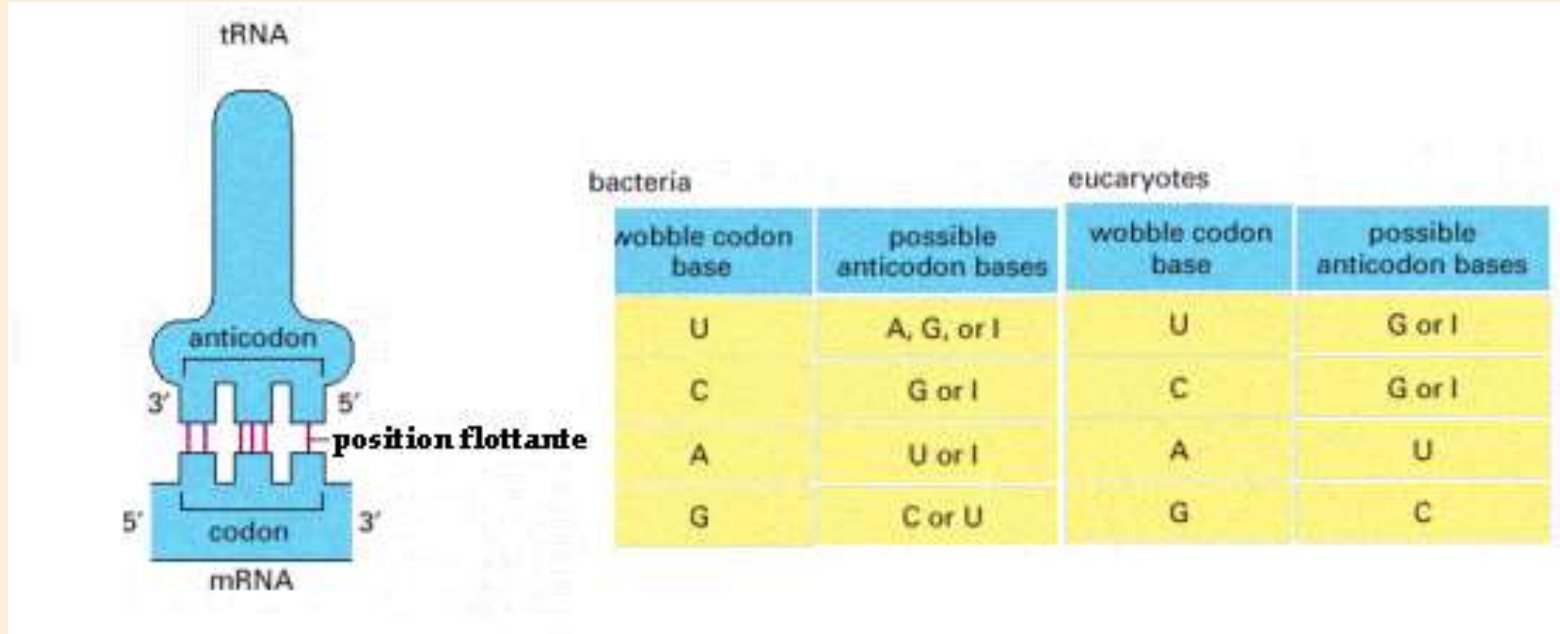 tRNA
anticodon
3′ 5′
position flottante
5′ 3′
codon
mRNA
bacteria
wobble codon base
possible anticodon bases
U
A, G, or I
C
G or I
A
U or I
G
C or U
eucaryotes
wobble codon base
possible anticodon bases
U
G or I
C
G or I
A
U
G
C